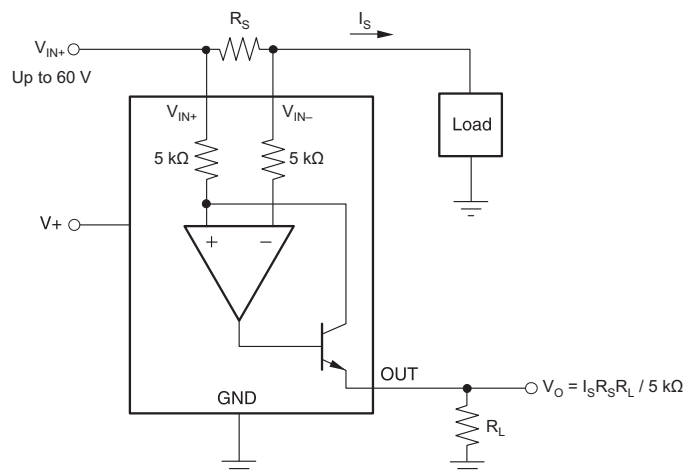 R_S
I_S
V_IN+
Up to 60 V
V_IN+
V_IN–
5 kΩ
5 kΩ
Load
V+
+
–
OUT
GND
V_O = I_SR_SR_L / 5 kΩ
R_L